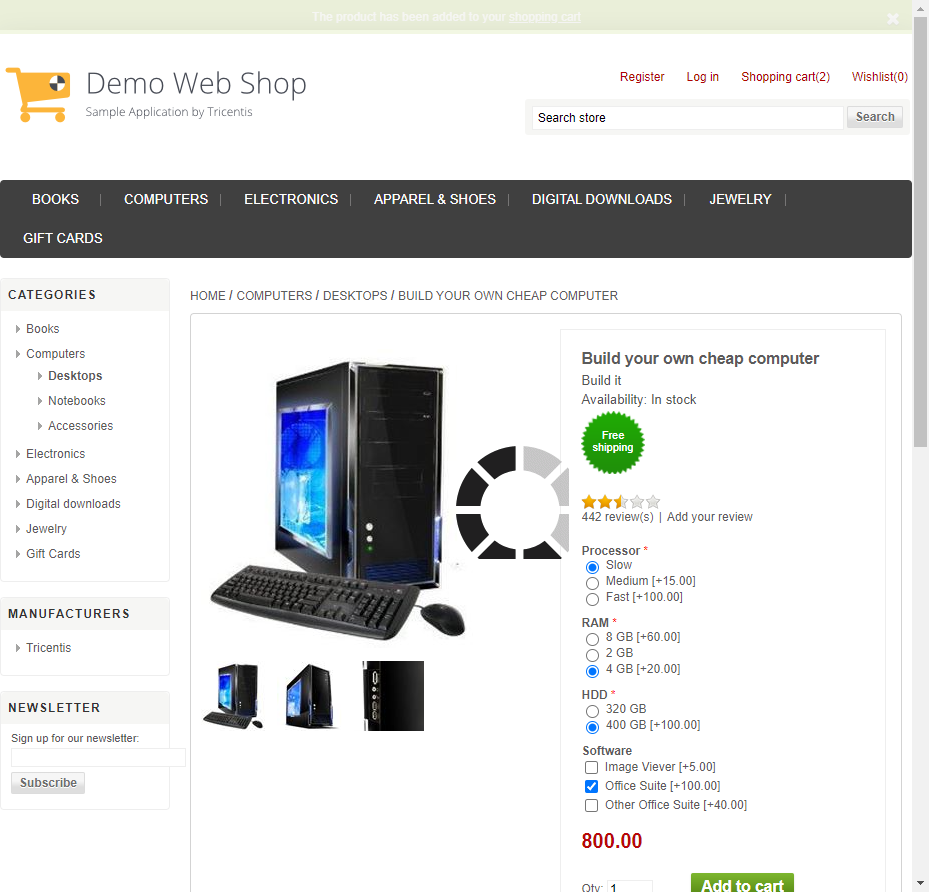 The product has been added to your shopping cart
Demo Web Shop
Sample Application by Tricentis
Register Log in Shopping cart(2) Wishlist(0)
Search store Search
BOOKS | COMPUTERS | ELECTRONICS | APPAREL & SHOES | DIGITAL DOWNLOADS | JEWELRY |
GIFT CARDS
CATEGORIES
Books
Computers
Desktops
Notebooks
Accessories
Electronics
Apparel & Shoes
Digital downloads
Jewelry
Gift Cards
MANUFACTURERS
Tricentis
NEWSLETTER
Sign up for our newsletter:
Subscribe
HOME / COMPUTERS / DESKTOPS / BUILD YOUR OWN CHEAP COMPUTER
Build your own cheap computer
Build it
Availability: In stock
Free
shipping
442 review(s) | Add your review
Processor *
Slow
Medium [+15.00]
Fast [+100.00]
RAM *
8 GB [+60.00]
2 GB
4 GB [+20.00]
HDD *
320 GB
400 GB [+100.00]
Software
Image Viever [+5.00]
Office Suite [+100.00]
Other Office Suite [+40.00]
800.00
Qty: 1 Add to cart